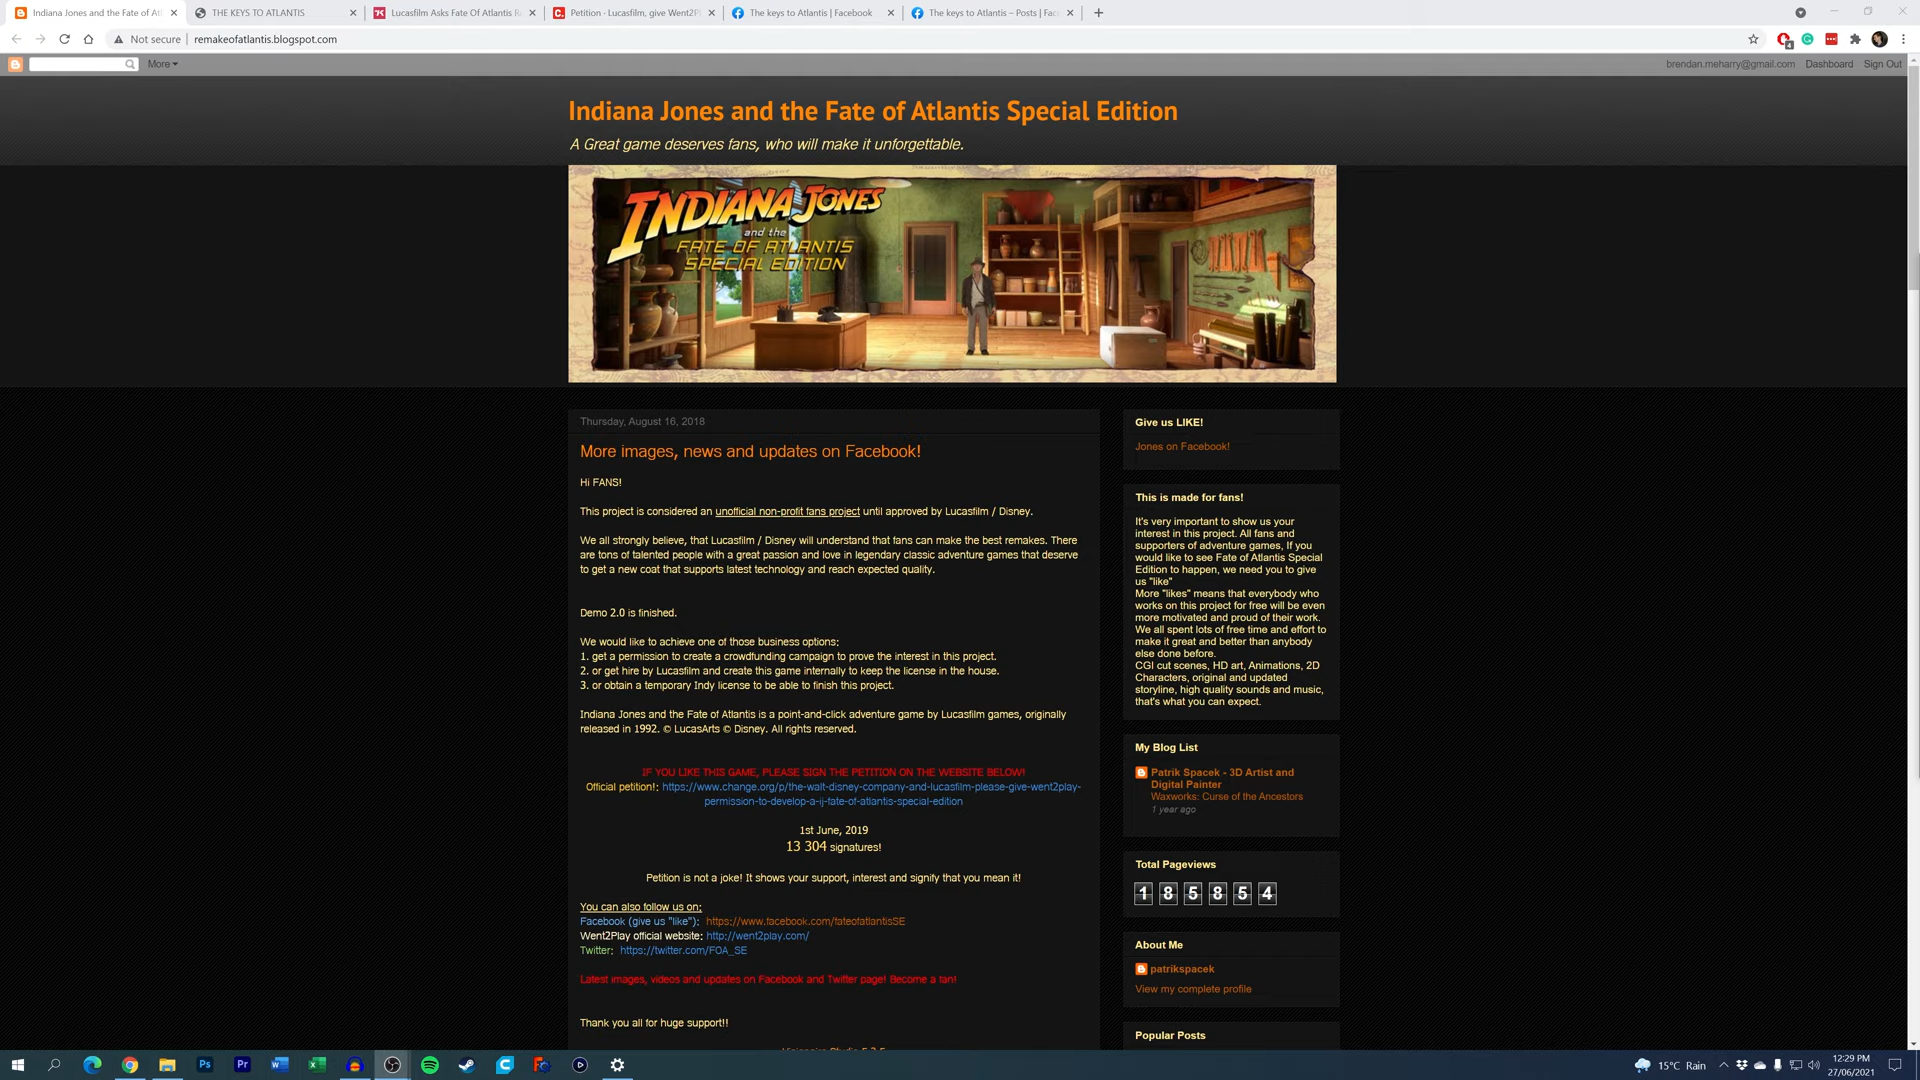 Indiana Jones and the Fate of Atl
THE KEYS TO ATLANTIS
Lucasfilm Asks Fate Of Atlantis R
Petition · Lucasfilm, give Went2Pl
The keys to Atlantis | Facebook
The keys to Atlantis – Posts | Fac
Not secure
remakeofatlantis.blogspot.com
More
brendan.meharry@gmail.com
Dashboard
Sign Out
Indiana Jones and the Fate of Atlantis Special Edition
A Great game deserves fans, who will make it unforgettable.
INDIANA JONES
and the
FATE OF ATLANTIS
SPECIAL EDITION
Thursday, August 16, 2018
More images, news and updates on Facebook!
Hi FANS!
This project is considered an unofficial non-profit fans project until approved by Lucasfilm / Disney.
We all strongly believe, that Lucasfilm / Disney will understand that fans can make the best remakes. There
are tons of talented people with a great passion and love in legendary classic adventure games that deserve
to get a new coat that supports latest technology and reach expected quality.
Demo 2.0 is finished.
We would like to achieve one of those business options:
1. get a permission to create a crowdfunding campaign to prove the interest in this project.
2. or get hire by Lucasfilm and create this game internally to keep the license in the house.
3. or obtain a temporary Indy license to be able to finish this project.
Indiana Jones and the Fate of Atlantis is a point-and-click adventure game by Lucasfilm games, originally
released in 1992. © LucasArts © Disney. All rights reserved.
IF YOU LIKE THIS GAME, PLEASE SIGN THE PETITION ON THE WEBSITE BELOW!
Official petition!: https://www.change.org/p/the-walt-disney-company-and-lucasfilm-please-give-went2play-
permission-to-develop-a-ij-fate-of-atlantis-special-edition
1st June, 2019
13 304 signatures!
Petition is not a joke! It shows your support, interest and signify that you mean it!
You can also follow us on:
Facebook (give us "like"): https://www.facebook.com/fateofatlantisSE
Went2Play official website: http://went2play.com/
Twitter: https://twitter.com/FOA_SE
Latest images, videos and updates on Facebook and Twitter page! Become a fan!
Thank you all for huge support!!
Give us LIKE!
Jones on Facebook!
This is made for fans!
It's very important to show us your
interest in this project. All fans and
supporters of adventure games, If you
would like to see Fate of Atlantis Special
Edition to happen, we need you to give
us "like"
More "likes" means that everybody who
works on this project for free will be even
more motivated and proud of their work.
We all spent lots of free time and effort to
make it great and better than anybody
else done before.
CGI cut scenes, HD art, Animations, 2D
Characters, original and updated
storyline, high quality sounds and music,
that's what you can expect.
My Blog List
Patrik Spacek - 3D Artist and
Digital Painter
Waxworks: Curse of the Ancestors
1 year ago
Total Pageviews
185854
About Me
patrikspacek
View my complete profile
Popular Posts
15°C Rain
12:29 PM
27/06/2021